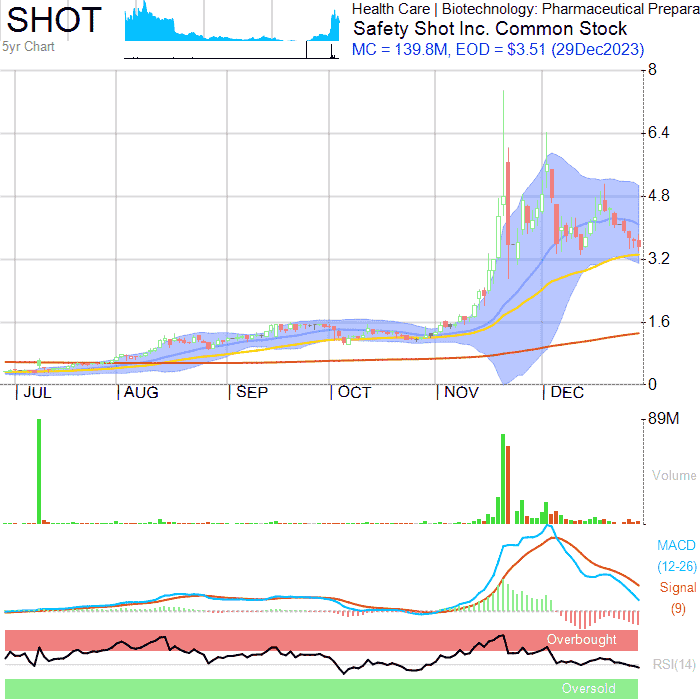 SHOT
5yr Chart
Health Care | Biotechnology: Pharmaceutical Prepara
Safety Shot Inc. Common Stock
MC = 139.8M, EOD = $3.51 (29Dec2023)
8
6.4
4.8
3.2
1.6
0
JUL AUG SEP OCT NOV DEC
89M
Volume
MACD
(12-26)
Signal
(9)
Overbought
RSI(14)
Oversold